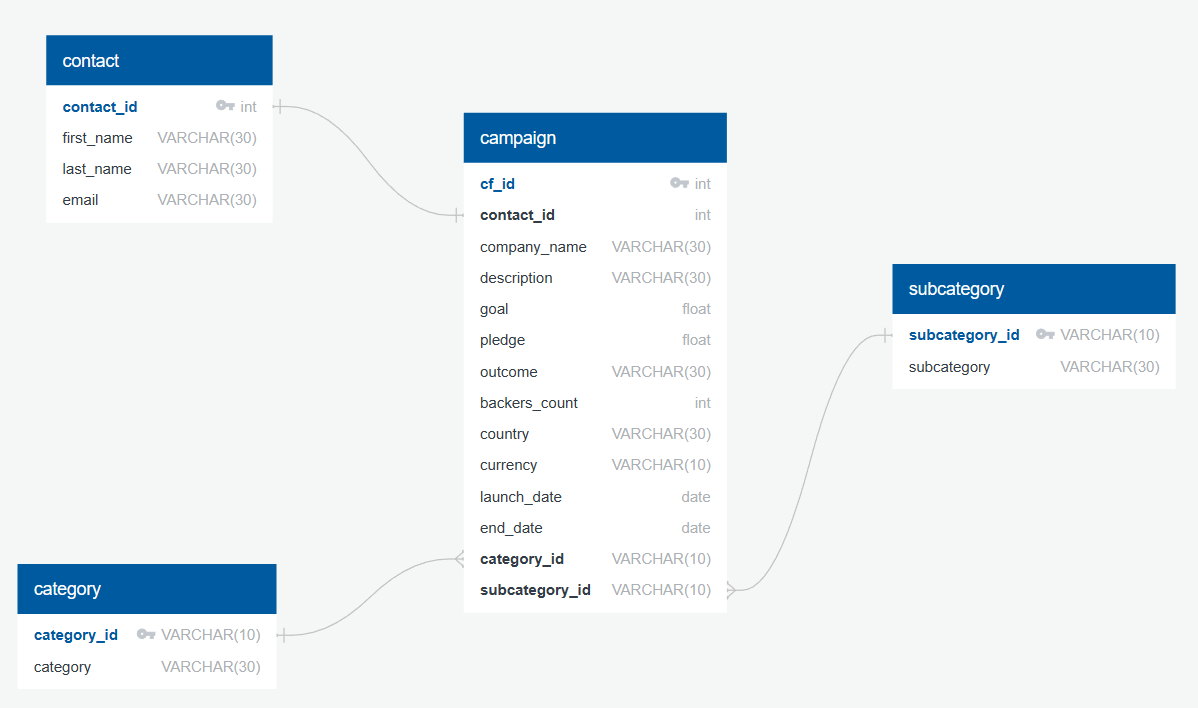 contact
contact_id int
first_name VARCHAR(30)
last_name VARCHAR(30)
email VARCHAR(30)
campaign
cf_id int
contact_id int
company_name VARCHAR(30)
description VARCHAR(30)
goal float
pledge float
outcome VARCHAR(30)
backers_count int
country VARCHAR(30)
currency VARCHAR(10)
launch_date date
end_date date
category_id VARCHAR(10)
subcategory_id VARCHAR(10)
subcategory
subcategory_id VARCHAR(10)
subcategory VARCHAR(30)
category
category_id VARCHAR(10)
category VARCHAR(30)